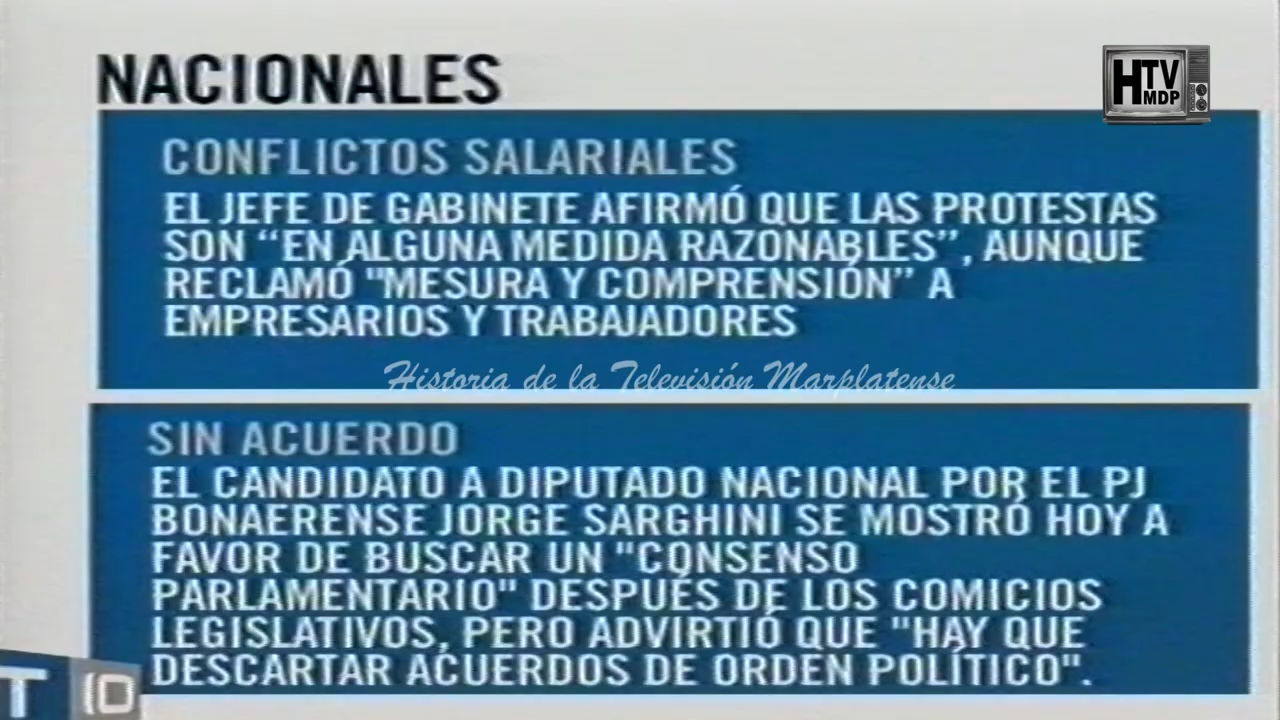 NACIONALES
HTV
MDP
CONFLICTOS SALARIALES
EL JEFE DE GABINETE AFIRMÓ QUE LAS PROTESTAS
SON “EN ALGUNA MEDIDA RAZONABLES”, AUNQUE
RECLAMÓ "MESURA Y COMPRENSIÓN” A
EMPRESARIOS Y TRABAJADORES
Historia de la Televisión Marplatense
SIN ACUERDO
EL CANDIDATO A DIPUTADO NACIONAL POR EL PJ
BONAERENSE JORGE SARGHINI SE MOSTRÓ HOY A
FAVOR DE BUSCAR UN "CONSENSO
PARLAMENTARIO" DESPUÉS DE LOS COMICIOS
LEGISLATIVOS, PERO ADVIRTIÓ QUE "HAY QUE
DESCARTAR ACUERDOS DE ORDEN POLÍTICO".
T 10